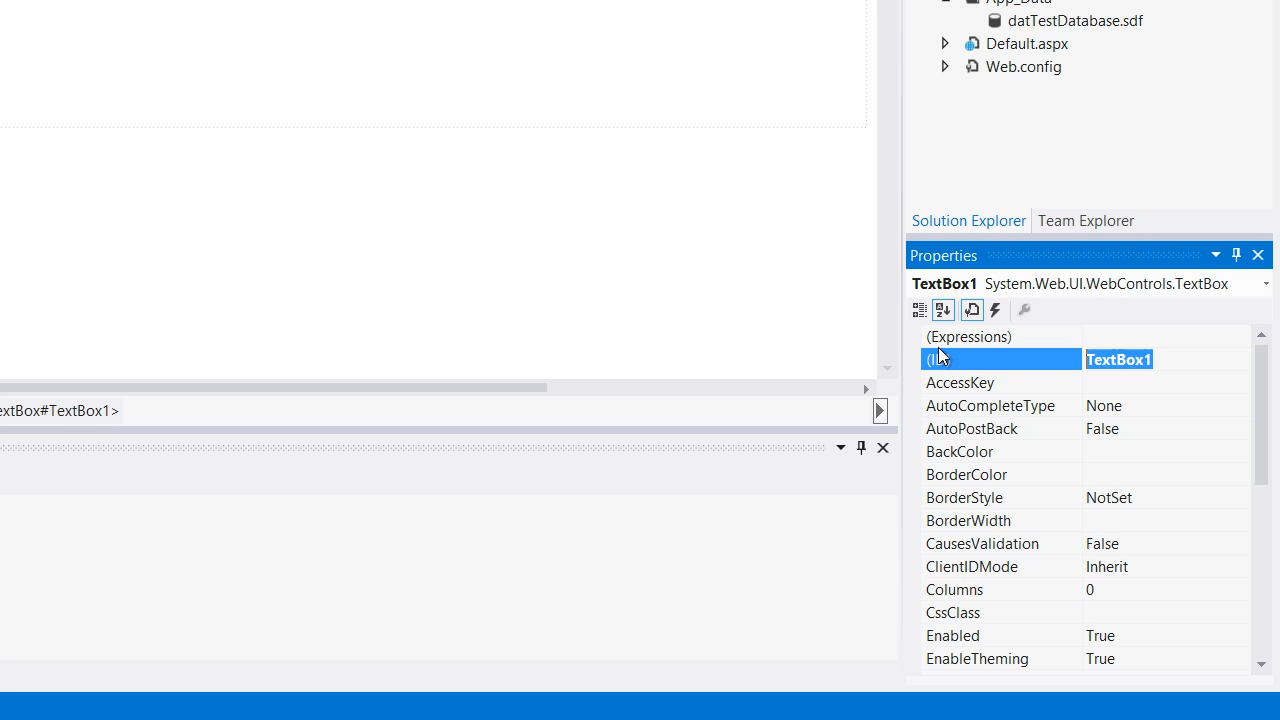 App_Data
datTestDatabase.sdf
Default.aspx
Web.config
Solution Explorer Team Explorer
Properties
TextBox1 System.Web.UI.WebControls.TextBox
(Expressions)
TextBox1
AccessKey
AutoCompleteType None
AutoPostBack False
BackColor
BorderColor
BorderStyle NotSet
BorderWidth
CausesValidation False
ClientIDMode Inherit
Columns 0
CssClass
Enabled True
EnableTheming True
extBox#TextBox1>